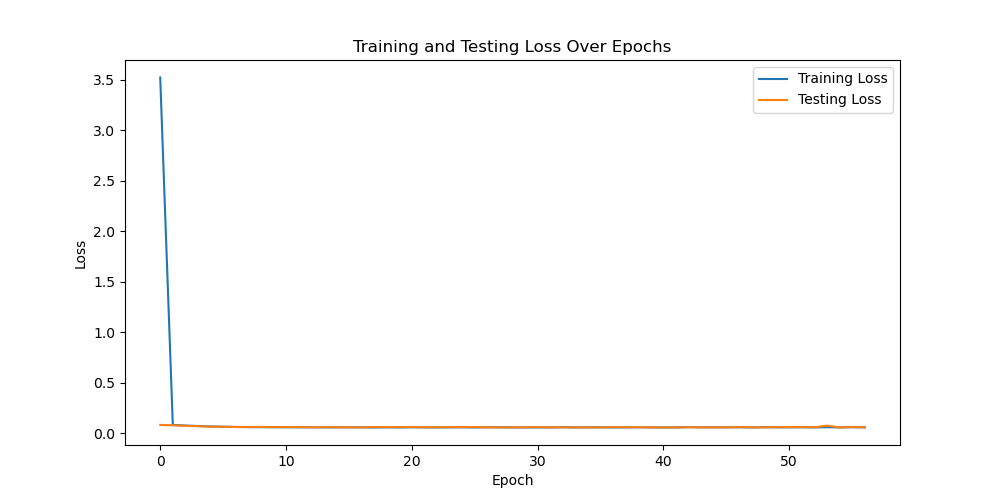 Training and Testing Loss Over Epochs
Training Loss
Testing Loss
3.5
3.0
2.5
2.0
1.5
1.0
0.5
0.0
Loss
0 10 20 30 40 50
Epoch